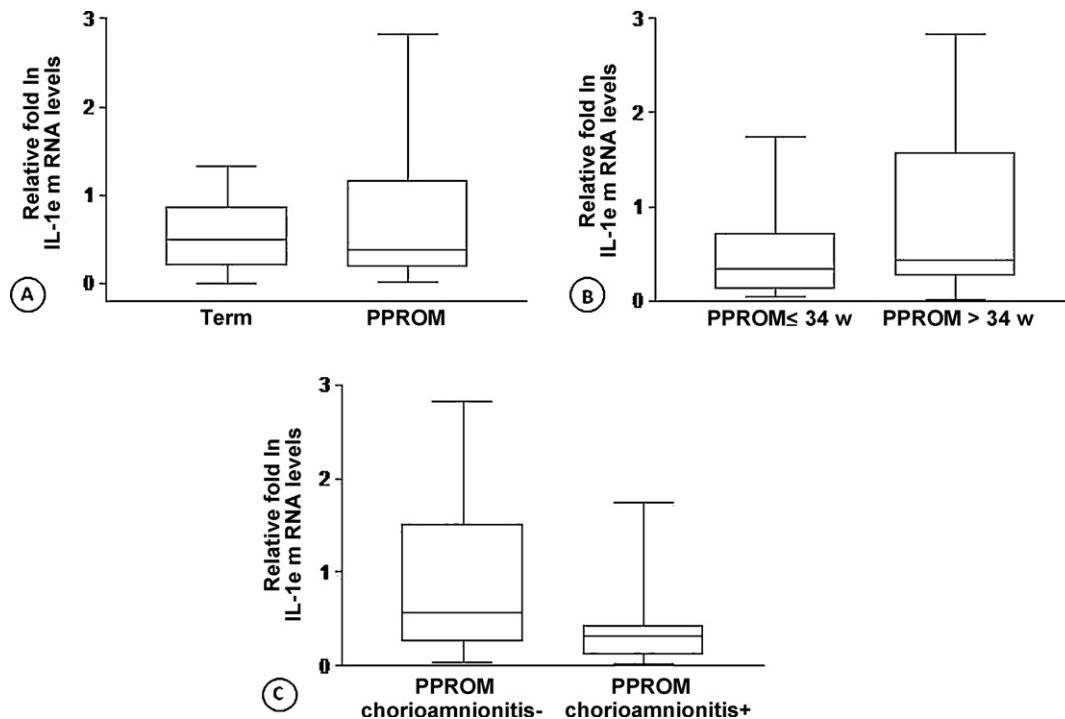 3
2
1
0
Relative fold In
IL-1e m RNA levels
A
Term
PPROM
3
2
1
0
Relative fold In
IL-1e m RNA levels
B
PPROM≤ 34 w
PPROM > 34 w
3
2
1
0
Relative fold In
IL-1e m RNA levels
C
PPROM
chorioamnionitis-
PPROM
chorioamnionitis+